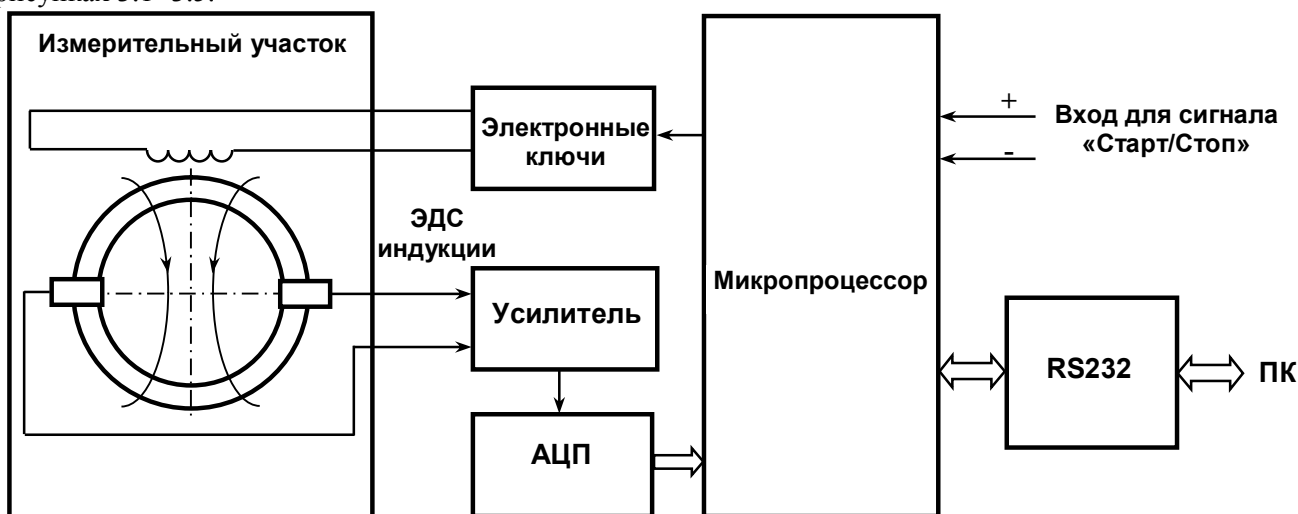 Измерительный участок
Электронные
ключи
+
-
Вход для сигнала
«Старт/Стоп»
ЭДС
индукции
Усилитель
Микропроцессор
RS232
ПК
АЦП